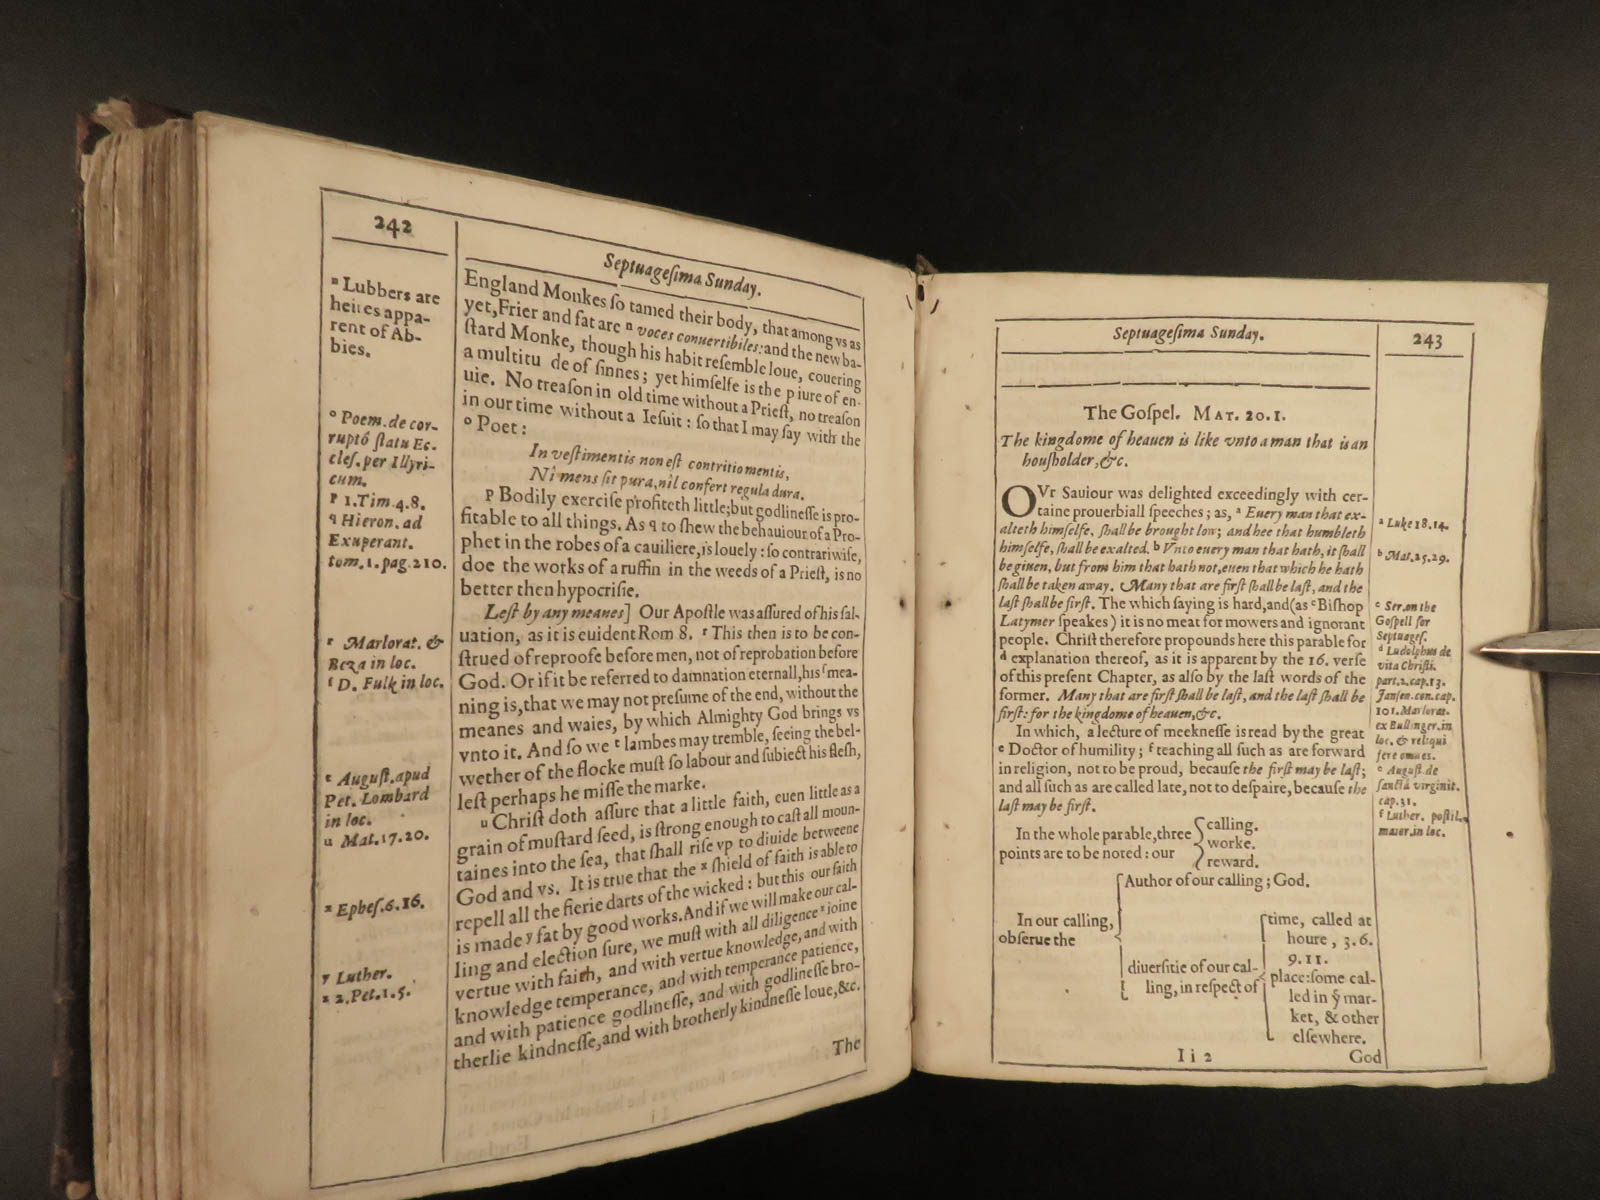 242
Septuageſima Sunday.
ⁿ Lubbers are
heires appa-
rent of Ab-
bies.
º Poem. de cor-
ruptó ſtatu Ec-
cleſ. per Illyri-
cum.
ᵖ 1. Tim. 4.8.
q Hieron. ad
Exuperant.
tom. 1. pag. 210.
ʳ Marlorat. &
Beza in loc.
ſ D. Fulk in loc.
ᵗ Auguſt. apud
Pet. Lombard
in loc.
ᵘ Mat. 17.20.
ˣ Epheſ. 6.16.
ʸ Luther.
ᶻ 2. Pet. 1.5.
England Monkes ſo tamed their body, that among vs as
yet, Frier and fat are ⁿ voces conuertibiles: and the new ba-
ſtard Monke, though his habit reſemble loue, couering
a multitu de of ſinnes; yet himſelfe is the p iure of en-
uie. No treaſon in old time without a Prieſt, no treaſon
in our time without a Ieſuit: ſo that I may ſay with the
º Poet:
In veſtimentis non eſt contritio mentis,
Ni mens ſit pura, nil confert regula dura.
ᵖ Bodily exerciſe profiteth little; but godlineſſe is pro-
fitable to all things. As q to ſhew the behauiour of a Pro-
phet in the robes of a cauiliere, is louely: ſo contrariwiſe,
doe the works of a ruffin in the weeds of a Prieſt, is no
better then hypocriſie.
Leſt by any meanes] Our Apoſtle was aſſured of his ſal-
uation, as it is euident Rom 8. ʳ This then is to be con-
ſtrued of reproofe before men, not of reprobation before
God. Or if it be referred to damnation eternall, his ſ mea-
ning is, that we may not preſume of the end, without the
meanes and waies, by which Almighty God brings vs
vnto it. And ſo we ᵗ lambes may tremble, ſeeing the bel-
wether of the flocke muſt ſo labour and ſubiect his fleſh,
leſt perhaps he miſſe the marke.
ᵘ Chriſt doth aſſure that a little faith, euen little as a
grain of muſtard ſeed, is ſtrong enough to caſt all moun-
taines into the ſea, that ſhall riſe vp to diuide betweene
God and vs. It is true that the ˣ ſhield of faith is able to
repell all the fierie darts of the wicked: but this our faith
is made ʸ fat by good works. And if we will make our cal-
ling and election ſure, we muſt with all diligence ᶻ ioine
vertue with faith, and with vertue knowledge, and with
knowledge temperance, and with temperance patience,
and with patience godlineſſe, and with godlineſſe bro-
therlie kindneſſe, and with brotherly kindneſſe loue, &c.
The
Septuageſima Sunday.
243
The Goſpel. MAT. 20.1.
The kingdome of heauen is like vnto a man that is an
houſholder, &c.
OVr Sauiour was delighted exceedingly with cer-
taine prouerbiall ſpeeches; as, ᵃ Euery man that ex-
alteth himſelfe, ſhall be brought low; and hee that humbleth
himſelfe, ſhall be exalted. ᵇ Vnto euery man that hath, it ſhall
be giuen, but from him that hath not, euen that which he hath
ſhall be taken away. Many that are firſt ſhall be laſt, and the
laſt ſhall be firſt. The which ſaying is hard, and (as ᶜ Biſhop
Latymer ſpeakes) it is no meat for mowers and ignorant
people. Chriſt therefore propounds here this parable for
ᵈ explanation thereof, as it is apparent by the 16. verſe
of this preſent Chapter, as alſo by the laſt words of the
former. Many that are firſt ſhall be laſt, and the laſt ſhall be
firſt: for the kingdome of heauen, &c.
In which, a lecture of meekneſſe is read by the great
ᵉ Doctor of humility; ᶠ teaching all ſuch as are forward
in religion, not to be proud, becauſe the firſt may be laſt;
and all ſuch as are called late, not to deſpaire, becauſe the
laſt may be firſt.
In the whole parable, three
points are to be noted: our
calling.
worke.
reward.
In our calling,
obſerue the
Author of our calling; God.
diuerſitie of our cal-
ling, in reſpect of
time, called at
houre, 3. 6.
9. 11.
place: ſome cal-
led in yͤ mar-
ket, & other
elſewhere.
I i 2
God
ᵃ Luke 18.14.
ᵇ Mat. 25.29.
ᶜ Ser. on the
Goſpell for
Septuageſ.
ᵈ Ludolphus de
vita Chriſti.
part. 2. cap. 13.
Janſen. con. cap.
101. Marlorat.
ex Bullinger. in
loc. & reliqui
fere omnes.
ᵉ Auguſt. de
ſanctâ virginit.
cap. 31.
ᶠ Luther. poſtil.
maior. in loc.